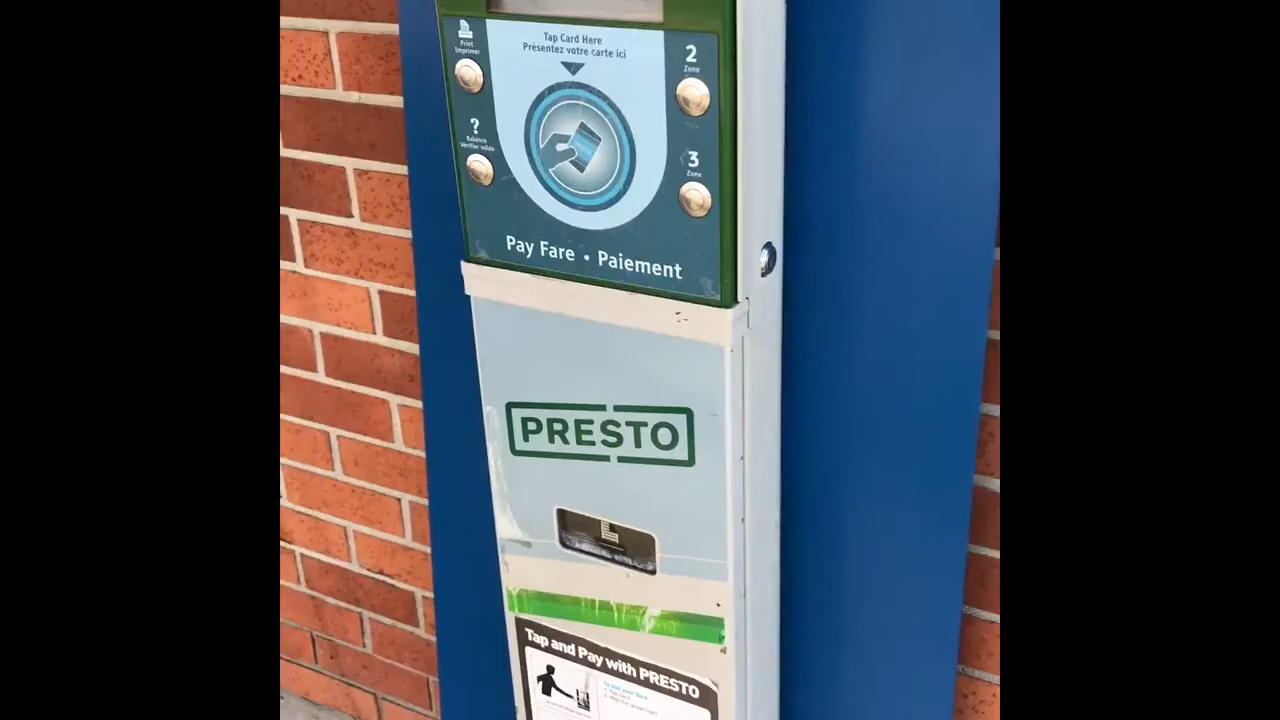 Tap Card Here
Présentez votre carte ici
Print
Imprimer
2
Zone
?
Balance
Vérifier solde
3
Zone
Pay Fare • Paiement
PRESTO
Tap and Pay with PRESTO